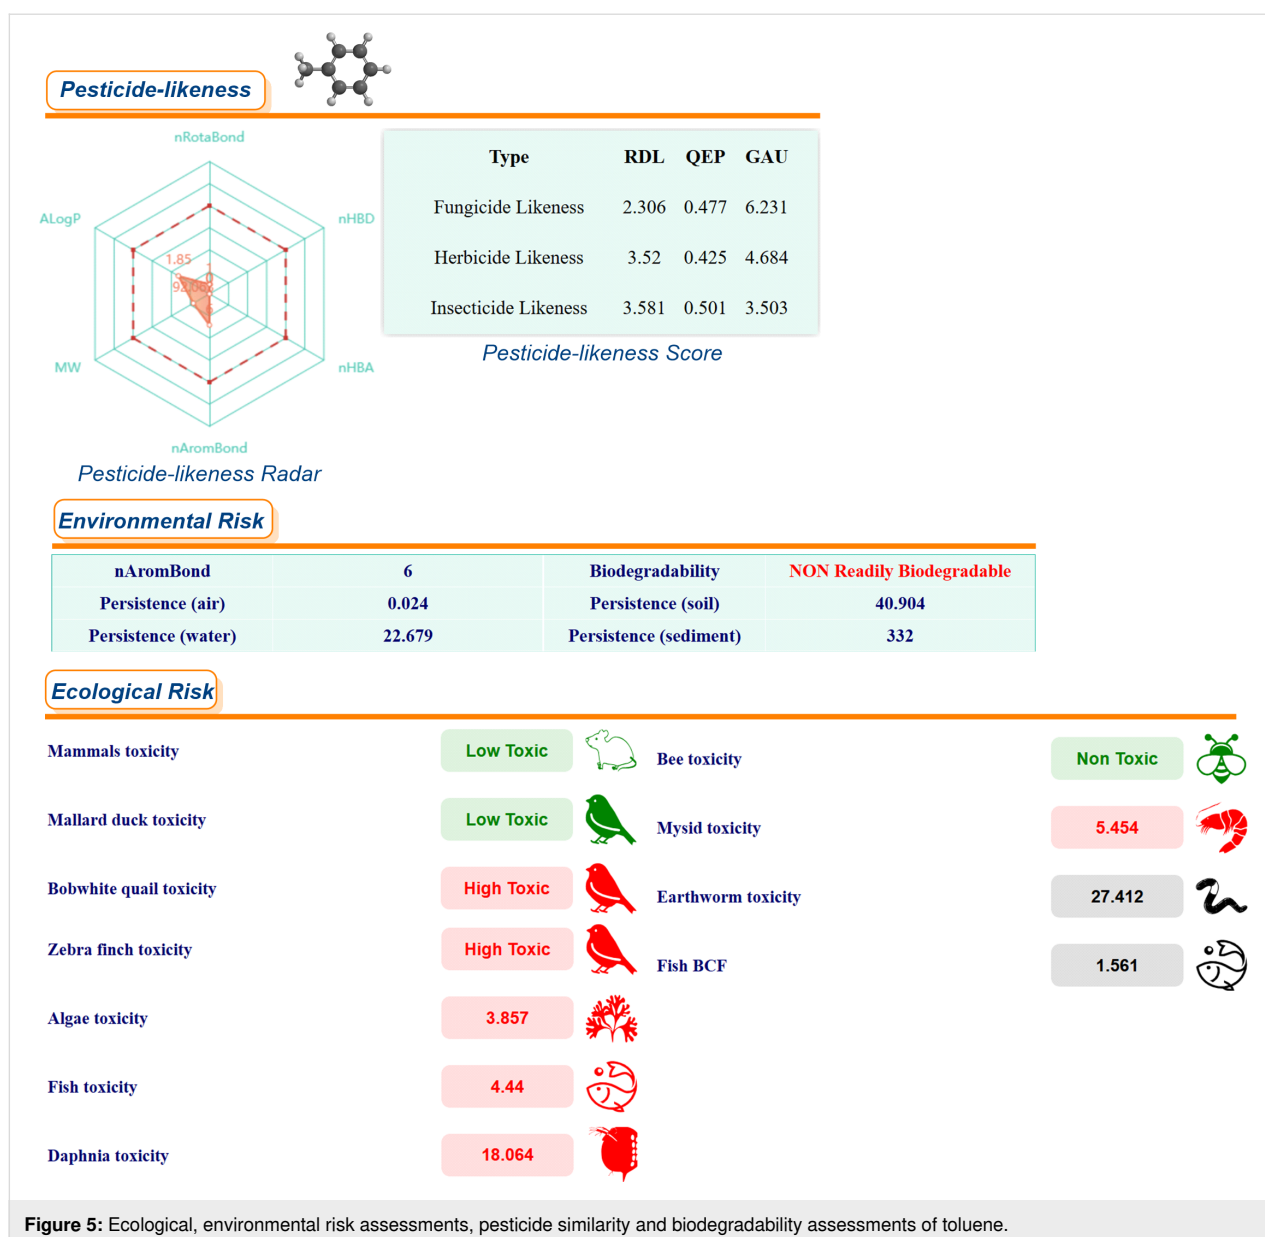 Pesticide-likeness
nRotaBond
ALogP
nHBD
1.85
1
0
MW
nHBA
nAromBond
Pesticide-likeness Radar
Type RDL QEP GAU
Fungicide Likeness 2.306 0.477 6.231
Herbicide Likeness 3.52 0.425 4.684
Insecticide Likeness 3.581 0.501 3.503
Pesticide-likeness Score
Environmental Risk
nAromBond 6 Biodegradability NON Readily Biodegradable
Persistence (air) 0.024 Persistence (soil) 40.904
Persistence (water) 22.679 Persistence (sediment) 332
Ecological Risk
Mammals toxicity Low Toxic
Mallard duck toxicity Low Toxic
Bobwhite quail toxicity High Toxic
Zebra finch toxicity High Toxic
Algae toxicity 3.857
Fish toxicity 4.44
Daphnia toxicity 18.064
Bee toxicity Non Toxic
Mysid toxicity 5.454
Earthworm toxicity 27.412
Fish BCF 1.561
Figure 5: Ecological, environmental risk assessments, pesticide similarity and biodegradability assessments of toluene.